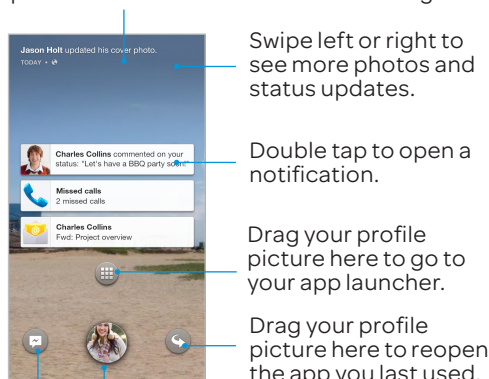 Jason Holt updated his cover photo.
TODAY
Swipe left or right to
see more photos and
status updates.
Charles Collins commented on your
status: "Let's have a BBQ party soon!"
Double tap to open a
notification.
Missed calls
2 missed calls
Charles Collins
Fwd: Project overview
Drag your profile
picture here to go to
your app launcher.
Drag your profile
picture here to reopen
the app you last used.